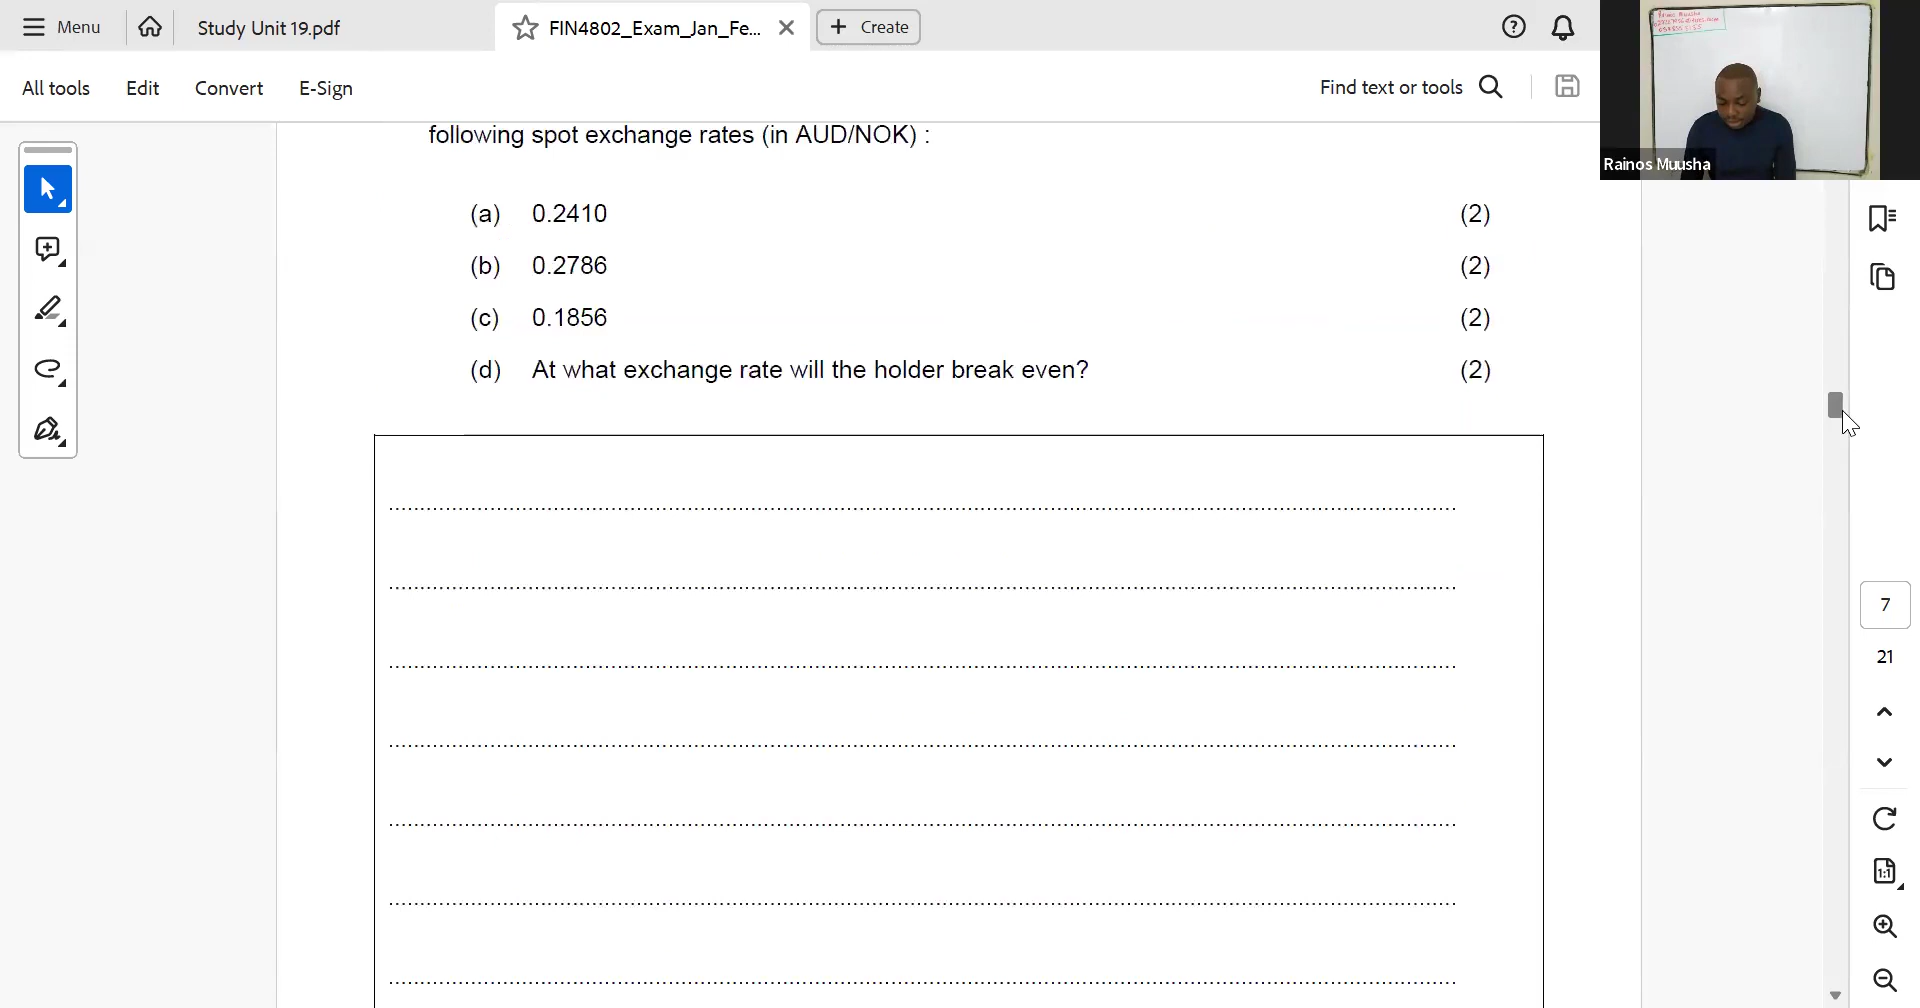 Menu
Study Unit 19.pdf
FIN4802_Exam_Jan_Fe...
Create
All tools
Edit
Convert
E-Sign
Find text or tools
Rainos Muusha
following spot exchange rates (in AUD/NOK) :
(a) 0.2410 (2)
(b) 0.2786 (2)
(c) 0.1856 (2)
(d) At what exchange rate will the holder break even? (2)
7
21